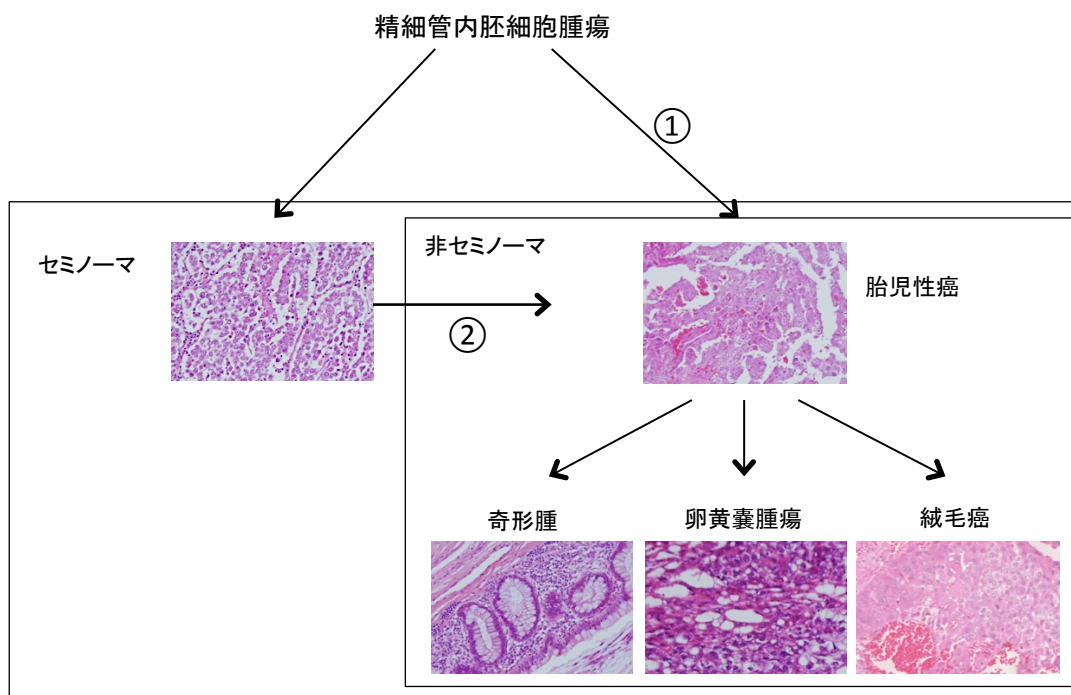 精細管内胚細胞腫瘍
①
セミノーマ
非セミノーマ
胎児性癌
②
奇形腫
卵黄嚢腫瘍
絨毛癌